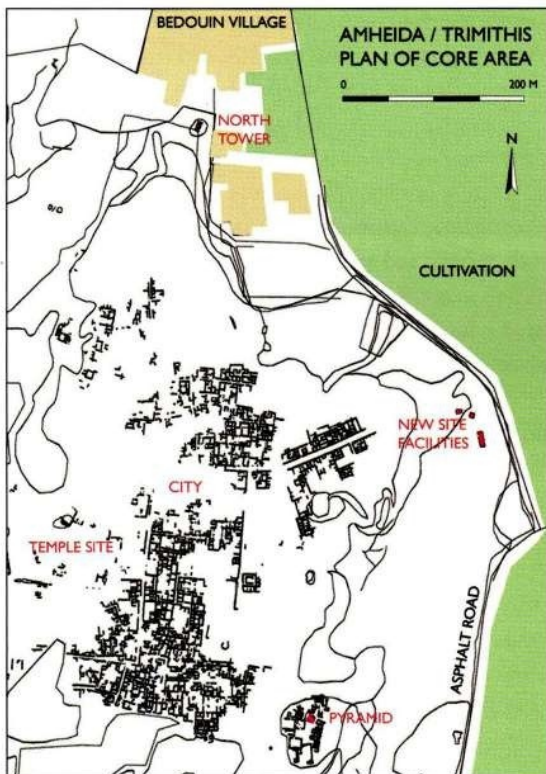 BEDOUIN VILLAGE
AMHEIDA / TRIMITHIS
PLAN OF CORE AREA
0 200 M
NORTH
TOWER
N
CULTIVATION
NEW SITE
FACILITIES
CITY
TEMPLE SITE
ASPHALT ROAD
PYRAMID